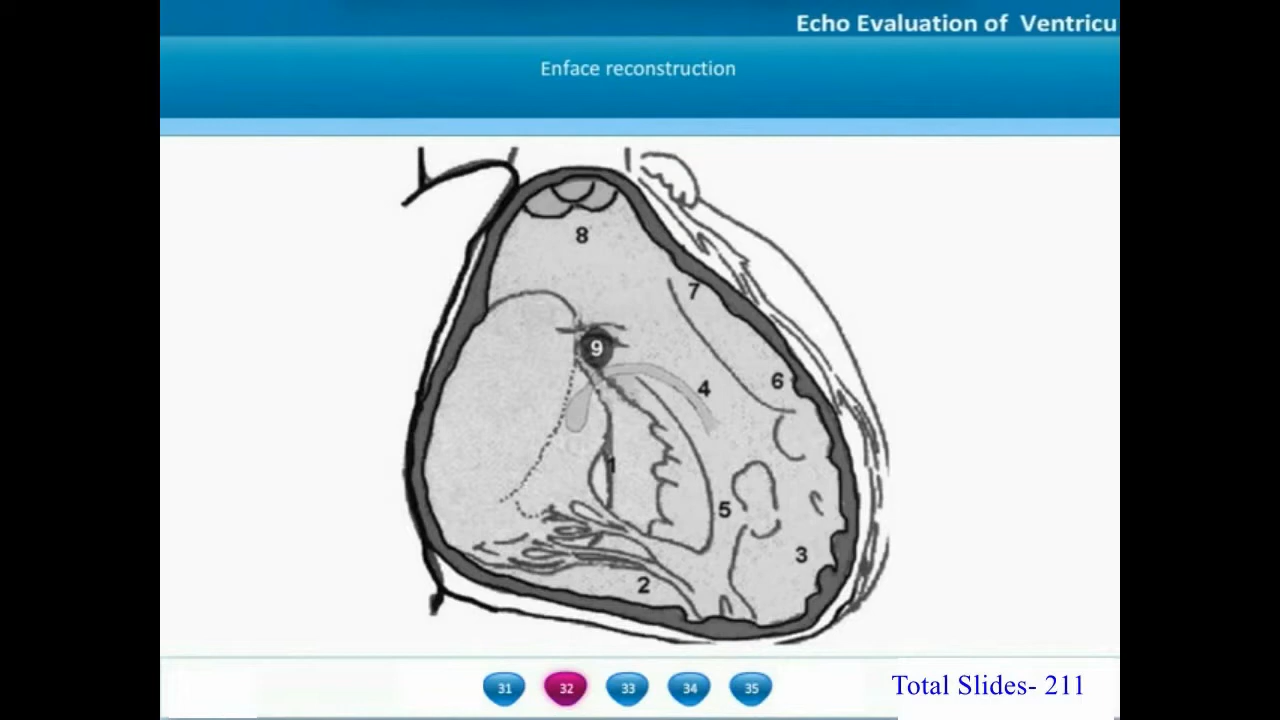 Echo Evaluation of Ventricu
Enface reconstruction
8
7
9
6
4
1
5
3
2
31 32 33 34 35
Total Slides- 211